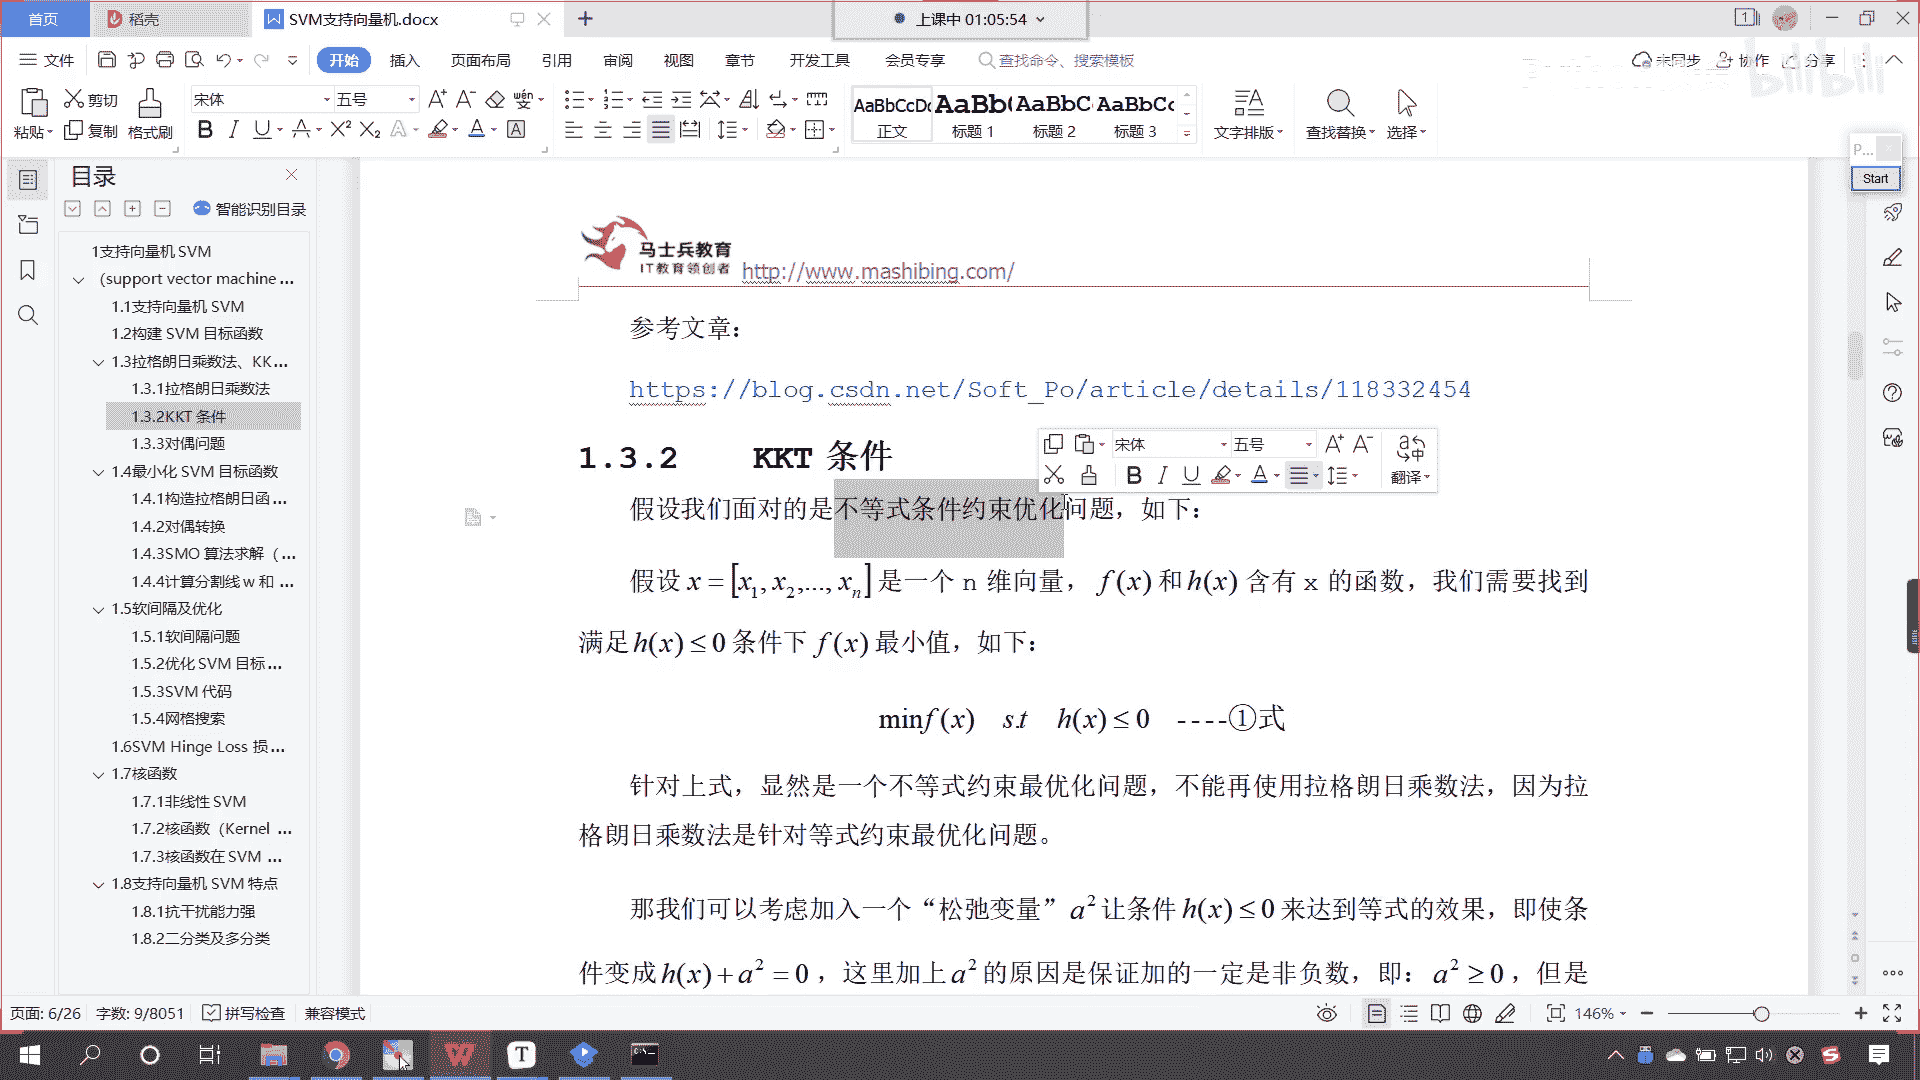 首页
稻壳
SVM支持向量机.docx
上课中 01:05:54
文件
开始
插入
页面布局
引用
审阅
视图
章节
开发工具
会员专享
查找命令、搜索模板
未同步
协作
分享
bilibili
粘贴
剪切
复制
格式刷
宋体
五号
AaBbCcDd
正文
AaBb(
标题 1
AaBbC
标题 2
AaBbCc
标题 3
文字排版
查找替换
选择
P...
Start
目录
智能识别目录
1支持向量机 SVM
（support vector machine ...
1.1支持向量机 SVM
1.2构建 SVM 目标函数
1.3拉格朗日乘数法、KK...
1.3.1拉格朗日乘数法
1.3.2KKT 条件
1.3.3对偶问题
1.4最小化 SVM 目标函数
1.4.1构造拉格朗日函 ...
1.4.2对偶转换
1.4.3SMO 算法求解（ ...
1.4.4计算分割线 w 和 ...
1.5软间隔及优化
1.5.1软间隔问题
1.5.2优化 SVM 目标 ...
1.5.3SVM 代码
1.5.4网格搜索
1.6SVM Hinge Loss 损 ...
1.7核函数
1.7.1非线性 SVM
1.7.2核函数（Kernel ...
1.7.3核函数在 SVM ...
1.8支持向量机 SVM 特点
1.8.1抗干扰能力强
1.8.2二分类及多分类
马士兵教育
IT教育领创者
http://www.mashibing.com/
参考文章：
https://blog.csdn.net/Soft_Po/article/details/118332454
1.3.2 KKT 条件
宋体
五号
翻译
假设我们面对的是不等式条件约束优化问题，如下：
假设 x = [x₁, x₂,..., xₙ] 是一个 n 维向量， f(x) 和 h(x) 含有 x 的函数，我们需要找到
满足 h(x) ≤ 0 条件下 f(x) 最小值，如下：
minf(x) s.t h(x) ≤ 0 ----①式
针对上式，显然是一个不等式约束最优化问题，不能再使用拉格朗日乘数法，因为拉
格朗日乘数法是针对等式约束最优化问题。
那我们可以考虑加入一个“松弛变量” a² 让条件 h(x) ≤ 0 来达到等式的效果，即使条
件变成 h(x) + a² = 0 ，这里加上 a² 的原因是保证加的一定是非负数，即： a² ≥ 0 ，但是
页面: 6/26
字数: 9/8051
拼写检查
兼容模式
146%